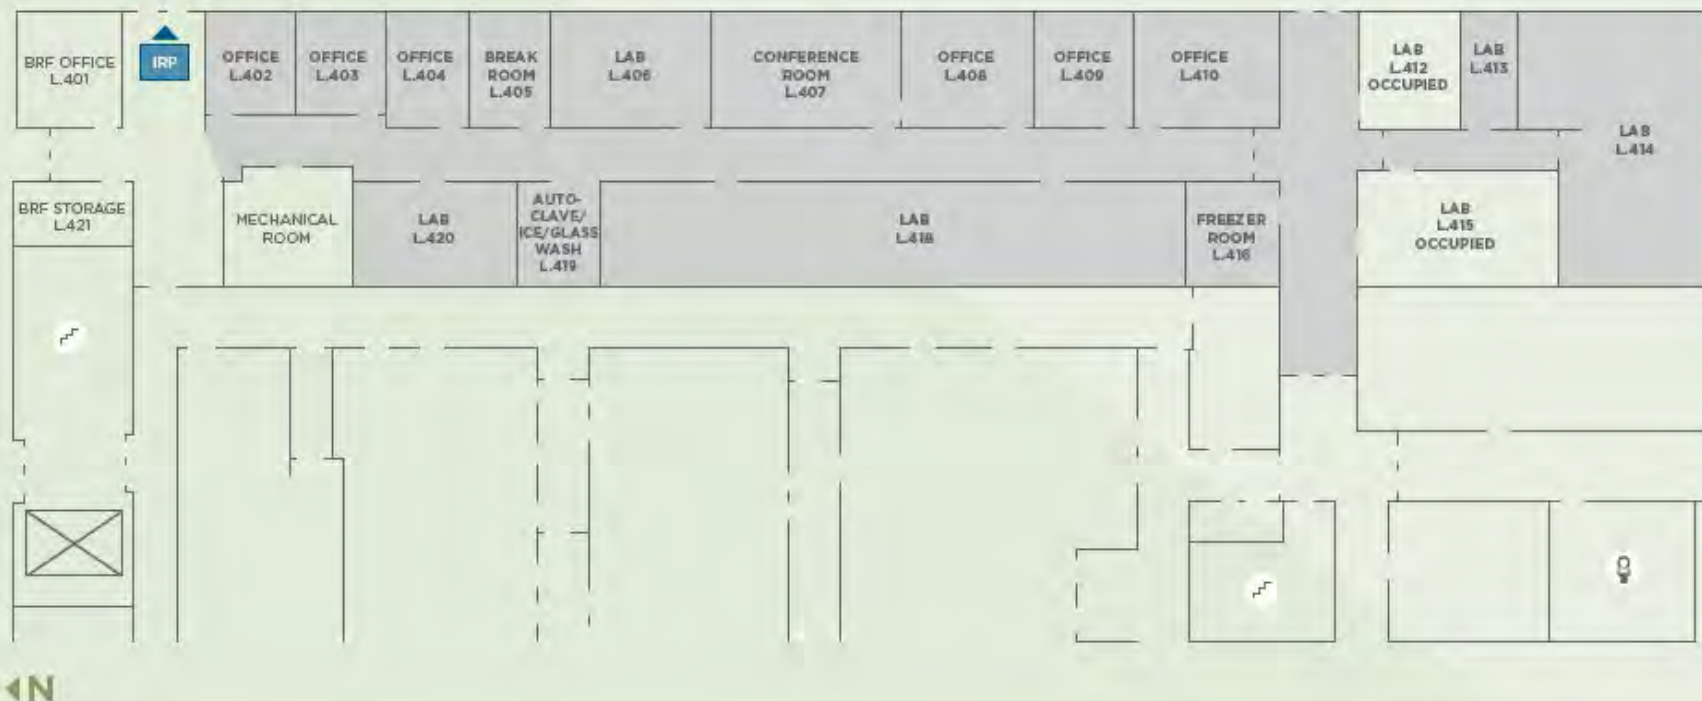 BRF OFFICE
L.401
IRP
OFFICE
L.402
OFFICE
L.403
OFFICE
L.404
BREAK
ROOM
L.405
LAB
L.406
CONFERENCE
ROOM
L.407
OFFICE
L.408
OFFICE
L.409
OFFICE
L.410
LAB
L.412
OCCUPIED
LAB
L.413
LAB
L.414
BRF STORAGE
L.421
MECHANICAL
ROOM
LAB
L.420
AUTO-
CLAVE/
ICE/GLASS
WASH
L.419
LAB
L.418
FREEZER
ROOM
L.416
LAB
L.415
OCCUPIED
N